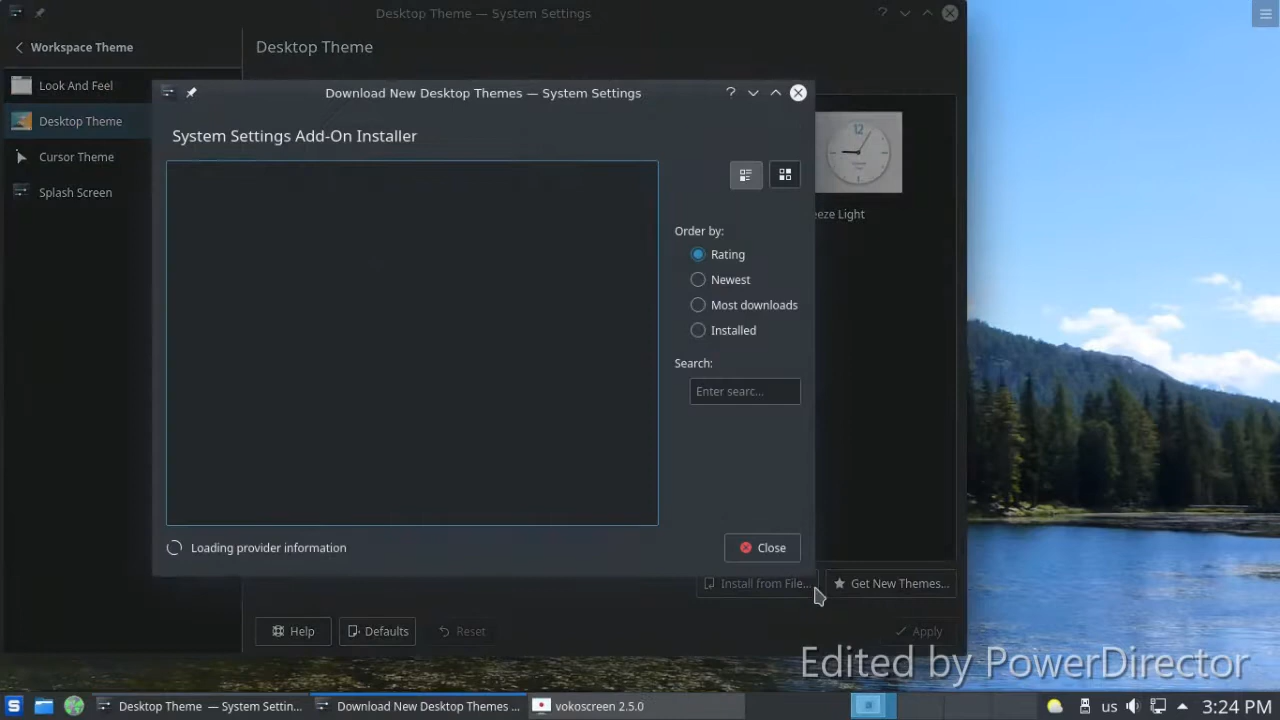 Desktop Theme — System Settings
Workspace Theme
Desktop Theme
Look And Feel
Desktop Theme
Cursor Theme
Splash Screen
Download New Desktop Themes — System Settings
System Settings Add-On Installer
12
eeze Light
Order by:
Rating
Newest
Most downloads
Installed
Search:
Enter searc...
Loading provider information
Close
Install from File...
Get New Themes...
Help
Defaults
Reset
Apply
Edited by PowerDirector
Desktop Theme — System Settin...
Download New Desktop Themes ...
vokoscreen 2.5.0
us
3:24 PM